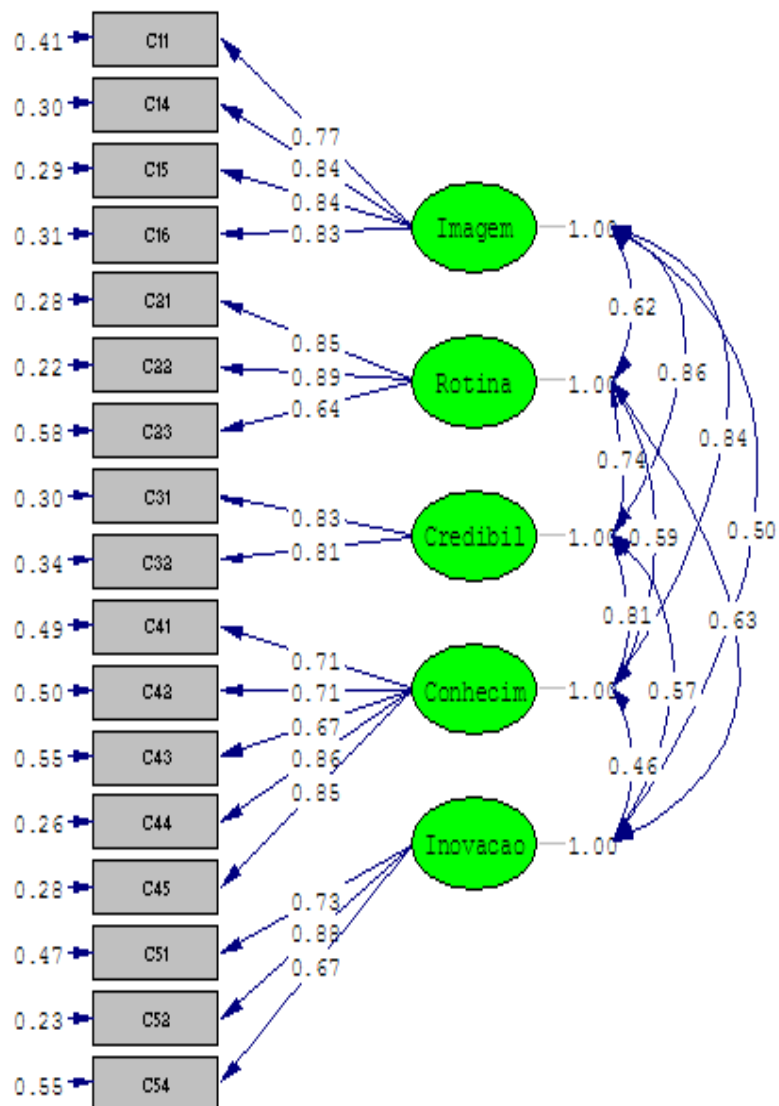 0.41 C11
0.77
0.30 C14
0.84
0.29 C15
0.84
0.31 C16
0.83
Imagem 1.00
0.28 C21
0.85
0.62
0.22 C22
0.89
Rotina 1.00
0.86
0.58 C23
0.64
0.84
0.74
0.30 C31
0.83
Credibil 1.00
0.59
0.50
0.34 C32
0.81
0.49 C41
0.71
0.81
0.63
0.50 C42
0.71
Conhecim 1.00
0.57
0.55 C43
0.67
0.86
0.46
0.26 C44
0.85
Inovacao 1.00
0.28 C45
0.73
0.47 C51
0.88
0.67
0.23 C52
0.55 C54